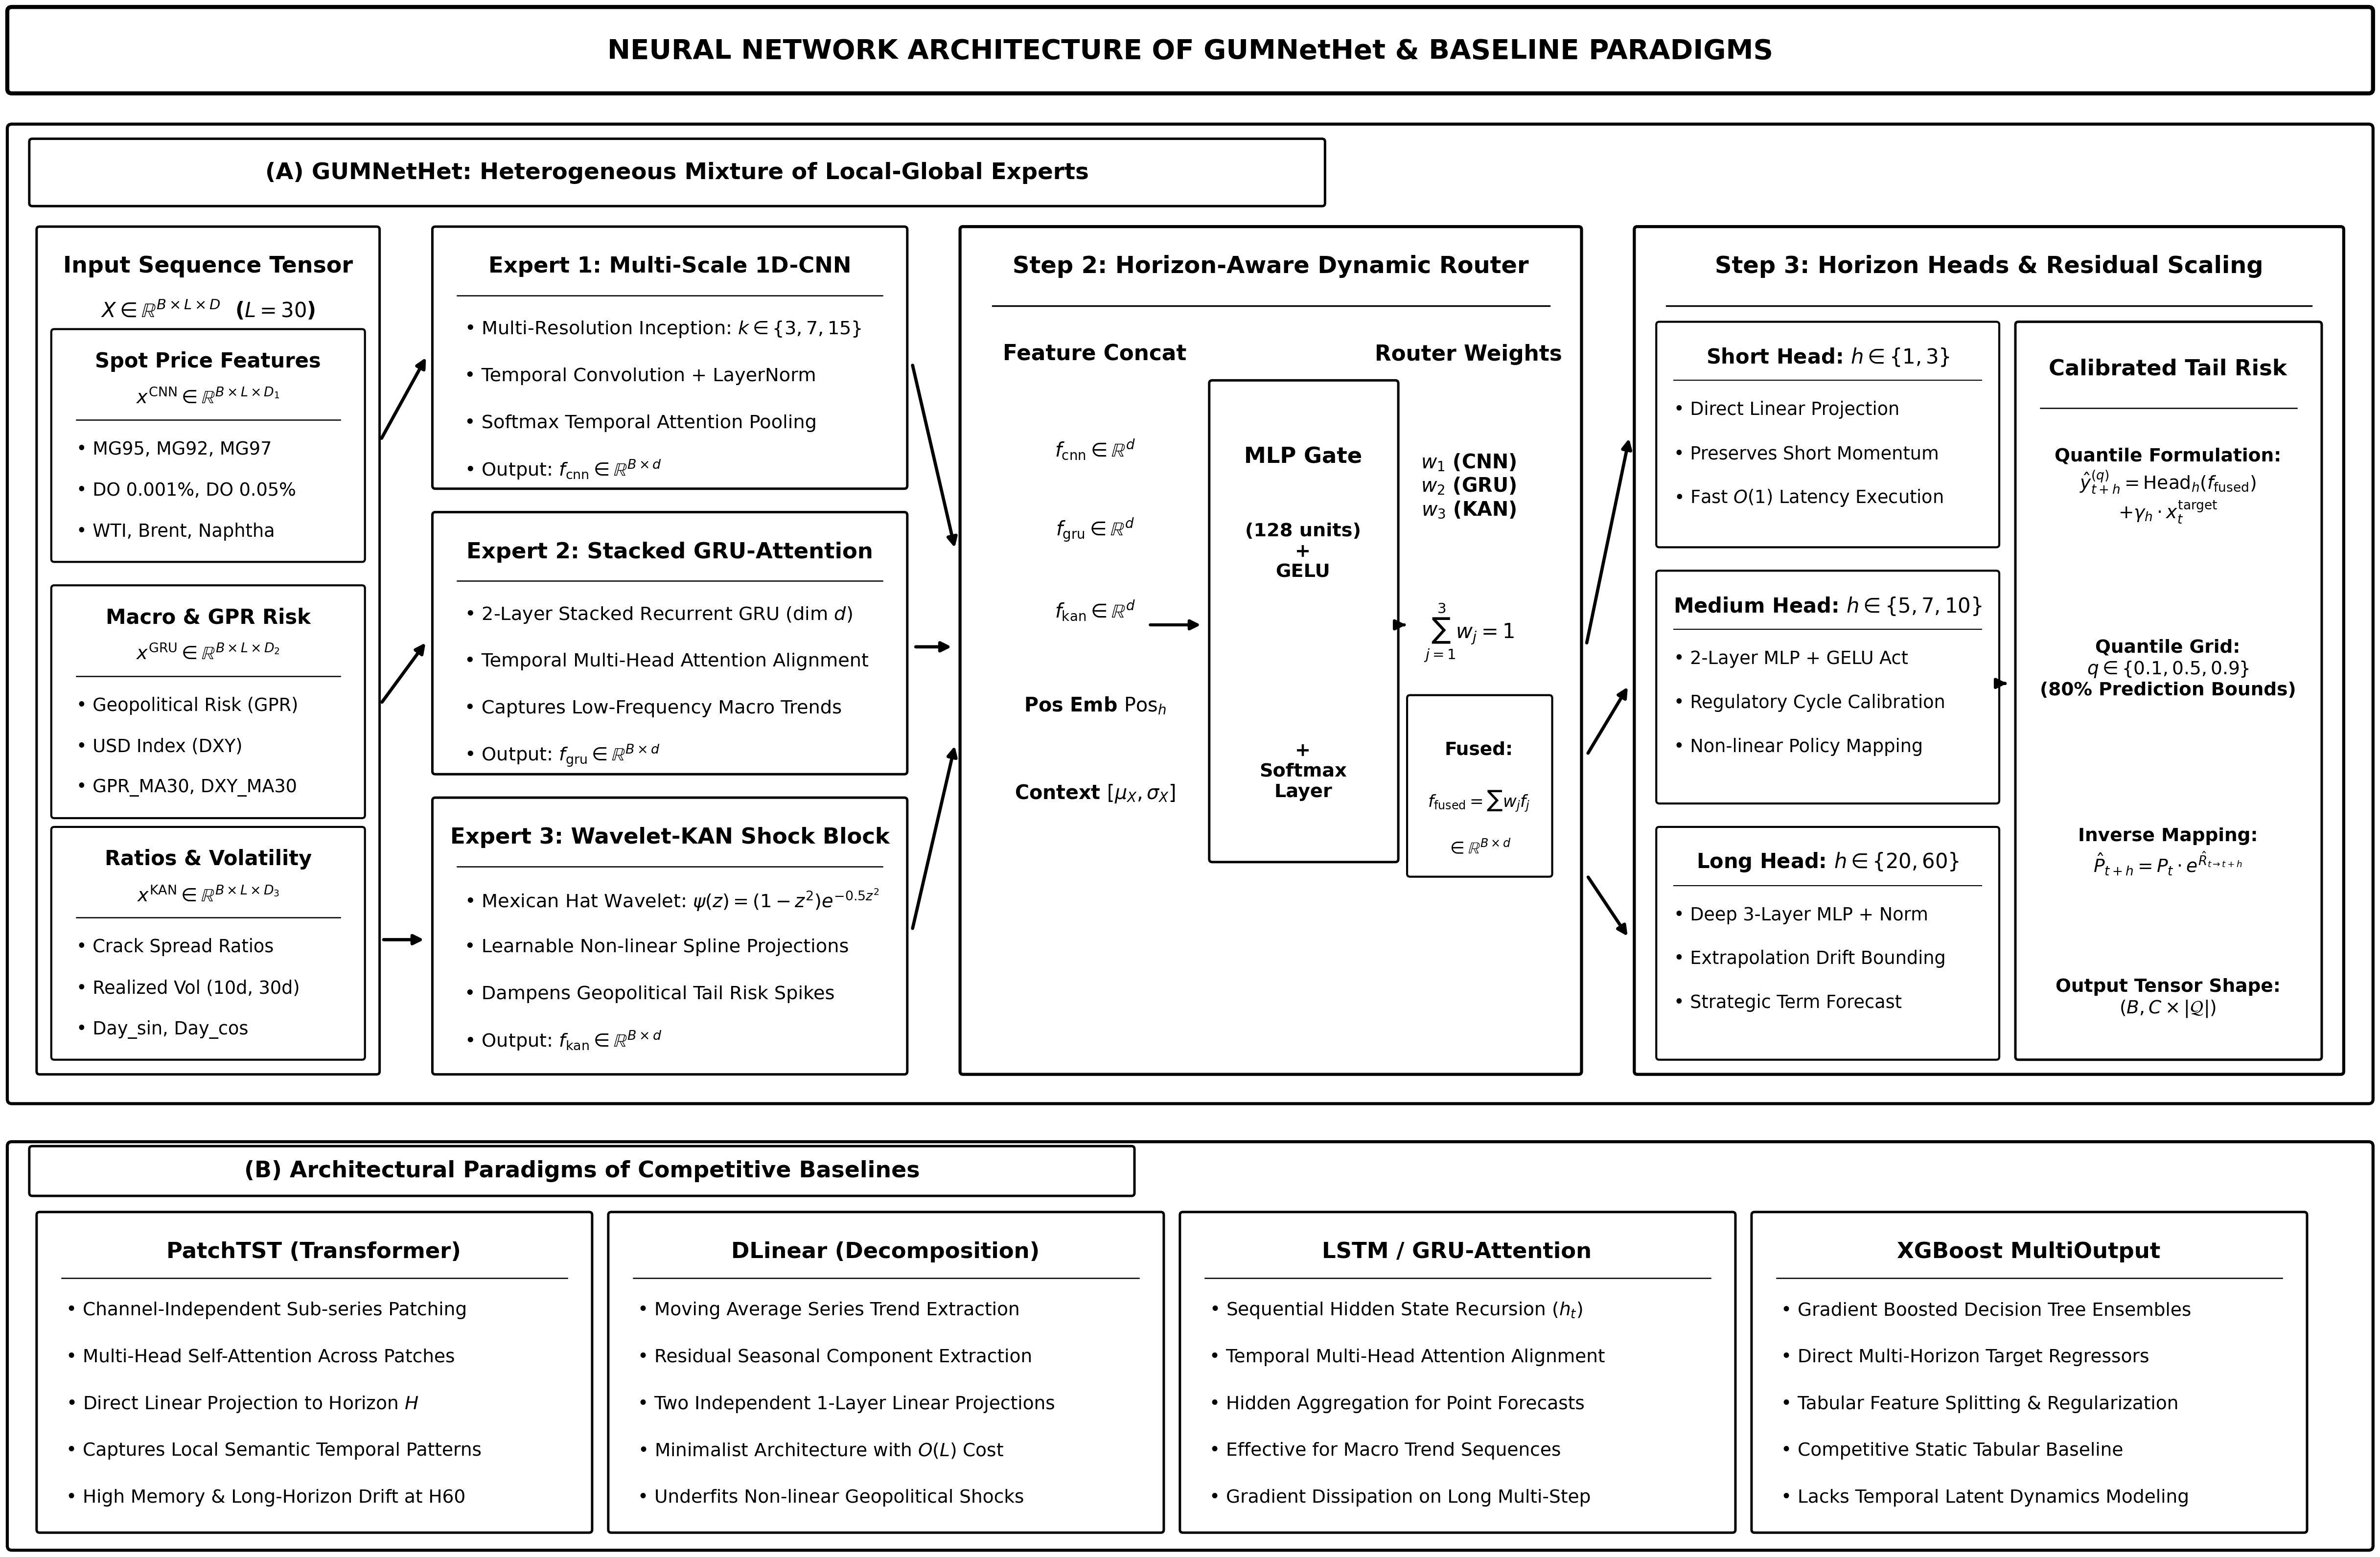 NEURAL NETWORK ARCHITECTURE OF GUMNetHet & BASELINE PARADIGMS
(A) GUMNetHet: Heterogeneous Mixture of Local-Global Experts
Input Sequence Tensor
X ∈ ℝ^{B×L×D} (L = 30)
Spot Price Features
x^{CNN} ∈ ℝ^{B×L×D₁}
• MG95, MG92, MG97
• DO 0.001%, DO 0.05%
• WTI, Brent, Naphtha
Macro & GPR Risk
x^{GRU} ∈ ℝ^{B×L×D₂}
• Geopolitical Risk (GPR)
• USD Index (DXY)
• GPR_MA30, DXY_MA30
Ratios & Volatility
x^{KAN} ∈ ℝ^{B×L×D₃}
• Crack Spread Ratios
• Realized Vol (10d, 30d)
• Day_sin, Day_cos
Expert 1: Multi-Scale 1D-CNN
• Multi-Resolution Inception: k ∈ {3, 7, 15}
• Temporal Convolution + LayerNorm
• Softmax Temporal Attention Pooling
• Output: f_{cnn} ∈ ℝ^{B×d}
Expert 2: Stacked GRU-Attention
• 2-Layer Stacked Recurrent GRU (dim d)
• Temporal Multi-Head Attention Alignment
• Captures Low-Frequency Macro Trends
• Output: f_{gru} ∈ ℝ^{B×d}
Expert 3: Wavelet-KAN Shock Block
• Mexican Hat Wavelet: ψ(z) = (1 − z²)e^{−0.5z²}
• Learnable Non-linear Spline Projections
• Dampens Geopolitical Tail Risk Spikes
• Output: f_{kan} ∈ ℝ^{B×d}
Step 2: Horizon-Aware Dynamic Router
Feature Concat
f_{cnn} ∈ ℝ^d
f_{gru} ∈ ℝ^d
f_{kan} ∈ ℝ^d
Pos Emb Pos_h
Context [μ_X, σ_X]
MLP Gate
(128 units)
+
GELU
+
Softmax
Layer
Router Weights
w₁ (CNN)
w₂ (GRU)
w₃ (KAN)
∑_{j=1}^{3} w_j = 1
Fused:
f_{fused} = ∑ w_j f_j
∈ ℝ^{B×d}
Step 3: Horizon Heads & Residual Scaling
Short Head: h ∈ {1, 3}
• Direct Linear Projection
• Preserves Short Momentum
• Fast O(1) Latency Execution
Medium Head: h ∈ {5, 7, 10}
• 2-Layer MLP + GELU Act
• Regulatory Cycle Calibration
• Non-linear Policy Mapping
Long Head: h ∈ {20, 60}
• Deep 3-Layer MLP + Norm
• Extrapolation Drift Bounding
• Strategic Term Forecast
Calibrated Tail Risk
Quantile Formulation:
ŷ_{t+h}^{(q)} = Head_h(f_{fused})
+γ_h · x_t^{target}
Quantile Grid:
q ∈ {0.1, 0.5, 0.9}
(80% Prediction Bounds)
Inverse Mapping:
P̂_{t+h} = P_t · e^{R̂_{t→t+h}}
Output Tensor Shape:
(B, C × |𝒬|)
(B) Architectural Paradigms of Competitive Baselines
PatchTST (Transformer)
• Channel-Independent Sub-series Patching
• Multi-Head Self-Attention Across Patches
• Direct Linear Projection to Horizon H
• Captures Local Semantic Temporal Patterns
• High Memory & Long-Horizon Drift at H60
DLinear (Decomposition)
• Moving Average Series Trend Extraction
• Residual Seasonal Component Extraction
• Two Independent 1-Layer Linear Projections
• Minimalist Architecture with O(L) Cost
• Underfits Non-linear Geopolitical Shocks
LSTM / GRU-Attention
• Sequential Hidden State Recursion (h_t)
• Temporal Multi-Head Attention Alignment
• Hidden Aggregation for Point Forecasts
• Effective for Macro Trend Sequences
• Gradient Dissipation on Long Multi-Step
XGBoost MultiOutput
• Gradient Boosted Decision Tree Ensembles
• Direct Multi-Horizon Target Regressors
• Tabular Feature Splitting & Regularization
• Competitive Static Tabular Baseline
• Lacks Temporal Latent Dynamics Modeling